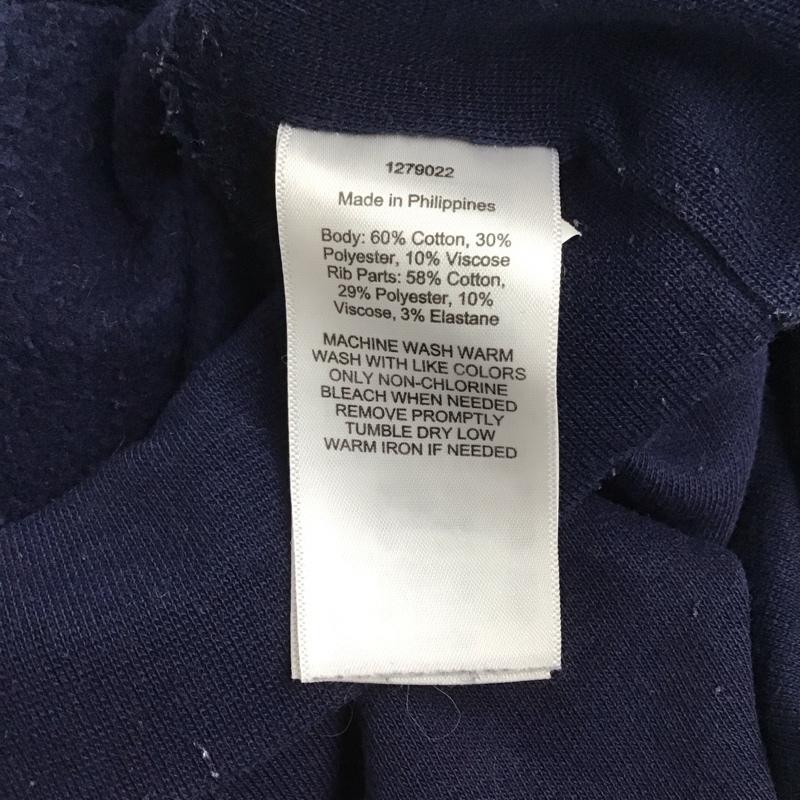 1279022
Made in Philippines
Body: 60% Cotton, 30%
Polyester, 10% Viscose
Rib Parts: 58% Cotton,
29% Polyester, 10%
Viscose, 3% Elastane
MACHINE WASH WARM
WASH WITH LIKE COLORS
ONLY NON-CHLORINE
BLEACH WHEN NEEDED
REMOVE PROMPTLY
TUMBLE DRY LOW
WARM IRON IF NEEDED